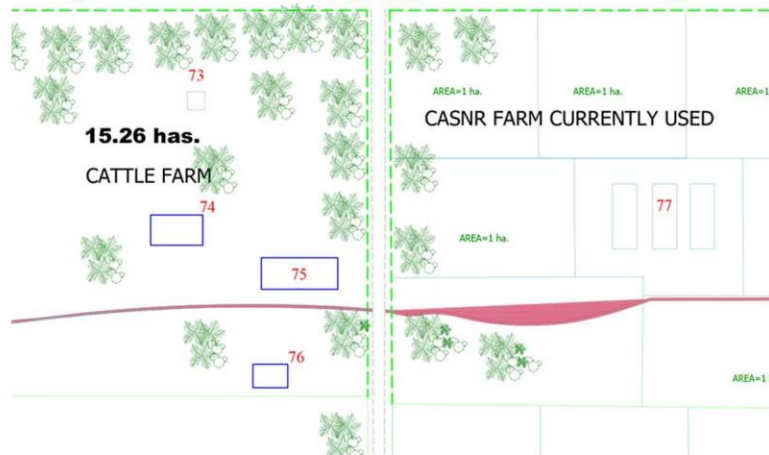 73
15.26 has.
CATTLE FARM
74
75
76
AREA=1 ha.
AREA=1 ha.
AREA=1
CASNR FARM CURRENTLY USED
77
AREA=1 ha.
AREA=1